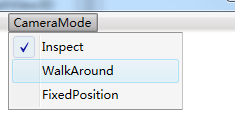 CameraMode
Inspect
WalkAround
FixedPosition